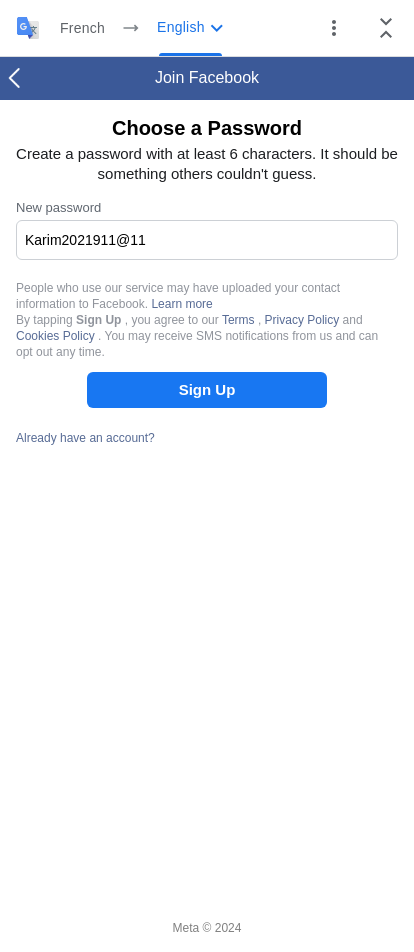 French → English
Join Facebook
Choose a Password
Create a password with at least 6 characters. It should be
something others couldn't guess.
New password
Karim2021911@11
People who use our service may have uploaded your contact
information to Facebook. Learn more
By tapping Sign Up , you agree to our Terms , Privacy Policy and
Cookies Policy . You may receive SMS notifications from us and can
opt out any time.
Sign Up
Already have an account?
Meta © 2024